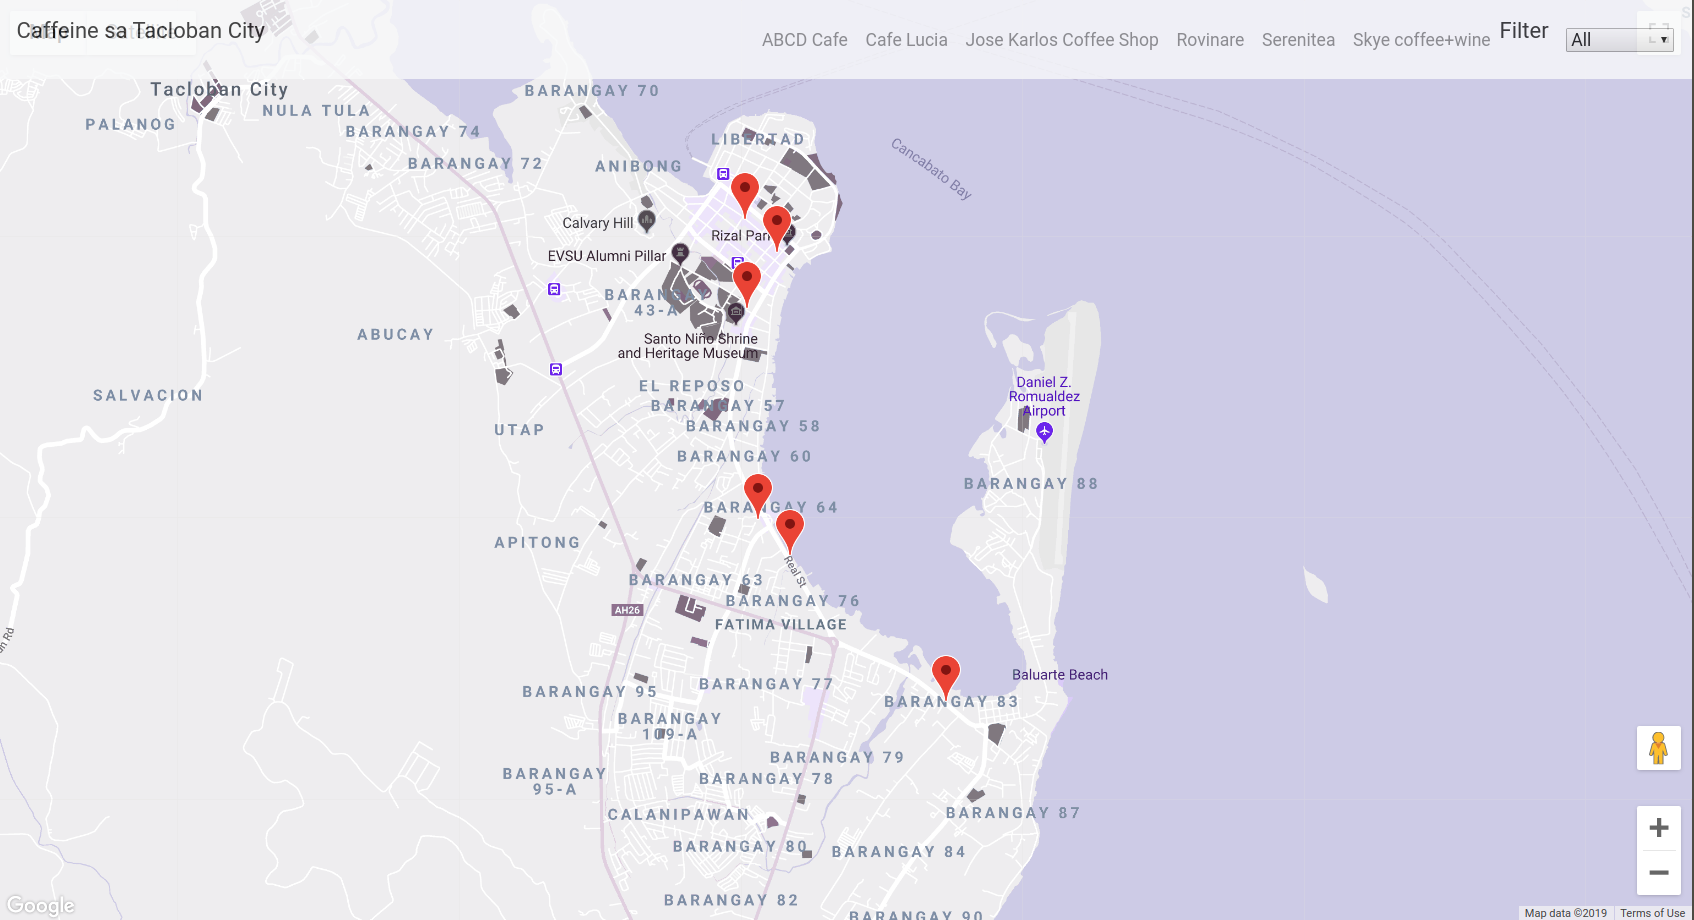 Caffeine sa Tacloban City
ABCD Cafe
Cafe Lucia
Jose Karlos Coffee Shop
Rovinare
Serenitea
Skye coffee+wine
Filter
All
Tacloban City
BARANGAY 70
NULA TULA
PALANOG
BARANGAY 74
LIBERTAD
BARANGAY 72
ANIBONG
Cancabato Bay
Calvary Hill
Rizal Park
EVSU Alumni Pillar
BARANGAY
43-A
ABUCAY
Santo Niño Shrine
and Heritage Museum
EL REPOSO
Daniel Z.
Romualdez
Airport
SALVACION
BARANGAY 57
BARANGAY 58
UTAP
BARANGAY 60
BARANGAY 88
BARANGAY 64
APITONG
Real St
BARANGAY 63
BARANGAY 76
AH26
FATIMA VILLAGE
Baluarte Beach
BARANGAY 77
BARANGAY 95
BARANGAY 83
BARANGAY
109-A
BARANGAY 79
BARANGAY
95-A
BARANGAY 78
CALANIPAWAN
BARANGAY 87
BARANGAY 80
BARANGAY 84
BARANGAY 82
BARANGAY 90
Google
Map data ©2019
Terms of Use